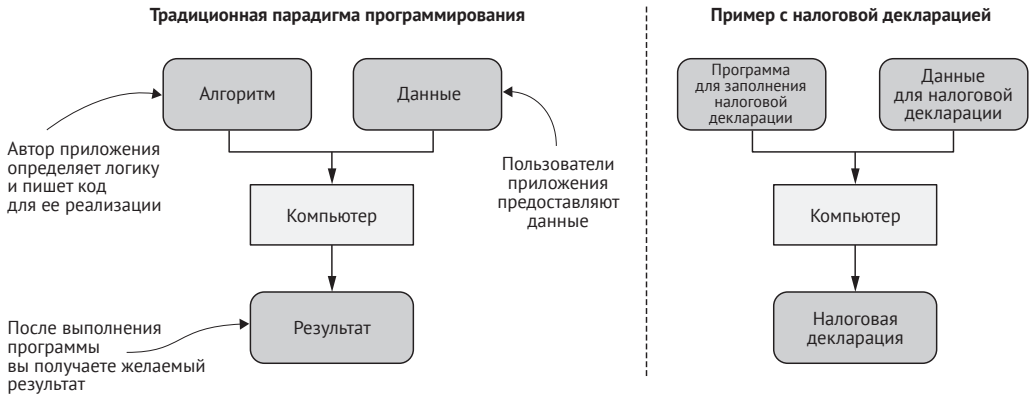 Традиционная парадигма программирования
Алгоритм
Данные
Автор приложения
определяет логику
и пишет код
для ее реализации
Пользователи
приложения
предоставляют
данные
Компьютер
После выполнения
программы
вы получаете желаемый
результат
Результат
Пример с налоговой декларацией
Программа
для заполнения
налоговой
декларации
Данные
для налоговой
декларации
Компьютер
Налоговая
декларация